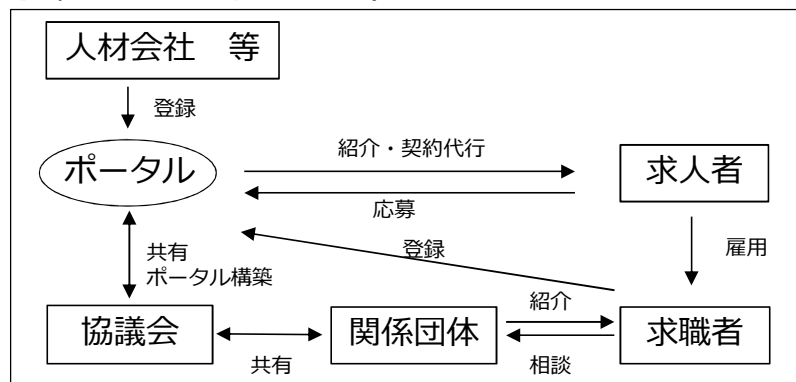 人材会社　等
登録
ポータル
紹介・契約代行
求人者
応募
登録
共有
ポータル構築
雇用
紹介
協議会
関係団体
求職者
共有
相談